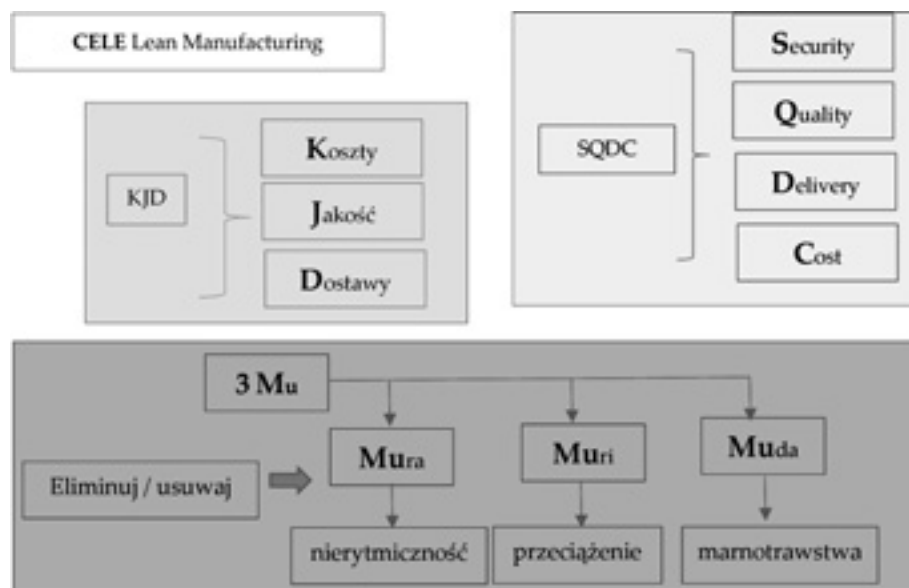 CELE Lean Manufacturing
KJD
Koszty
Jakość
Dostawy
SQDC
Security
Quality
Delivery
Cost
3 Mu
Mura
Muri
Muda
Eliminuj / usuwaj
nierytmiczność
przeciążenie
marnotrawstwa